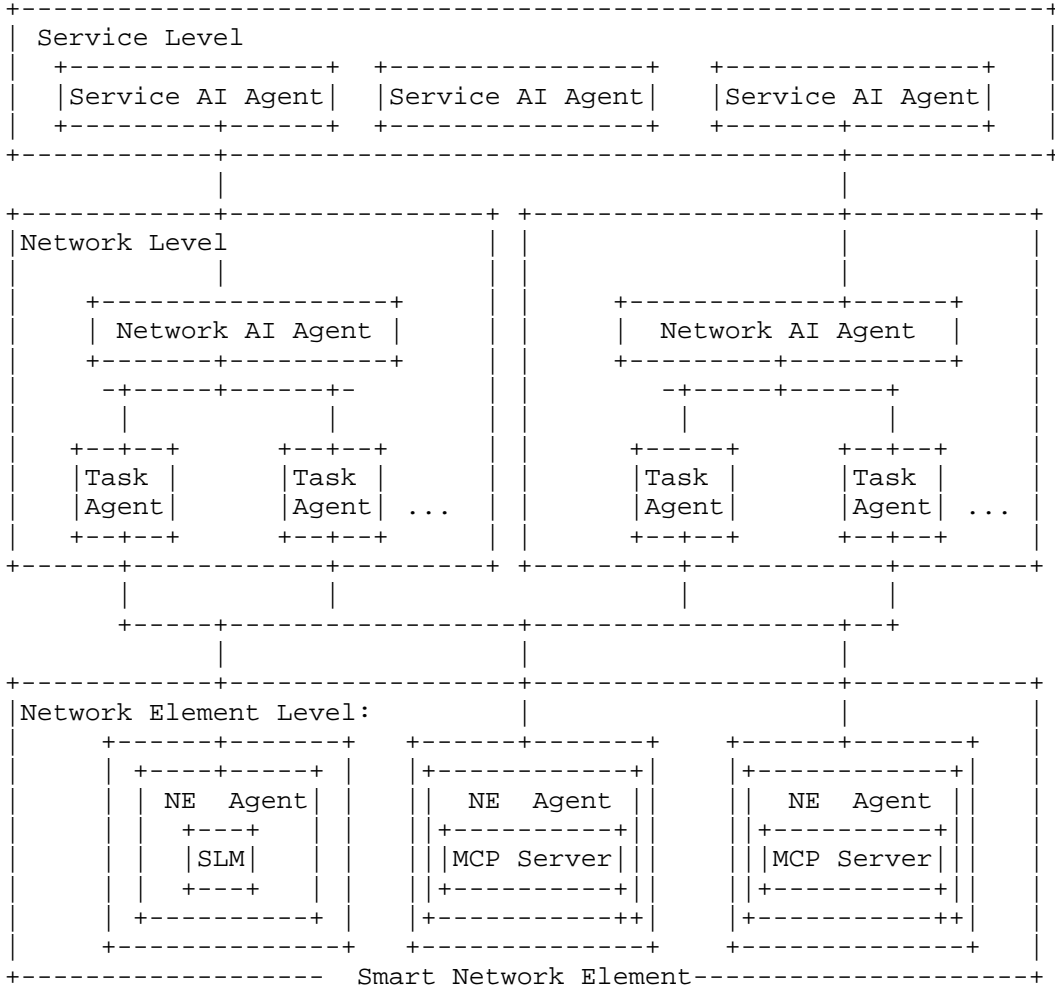 Service Level
Service AI Agent Service AI Agent Service AI Agent
Network Level
Network AI Agent Network AI Agent
Task Task Task Task
Agent Agent ... Agent Agent ...
Network Element Level:
NE Agent NE Agent NE Agent
SLM MCP Server MCP Server
Smart Network Element